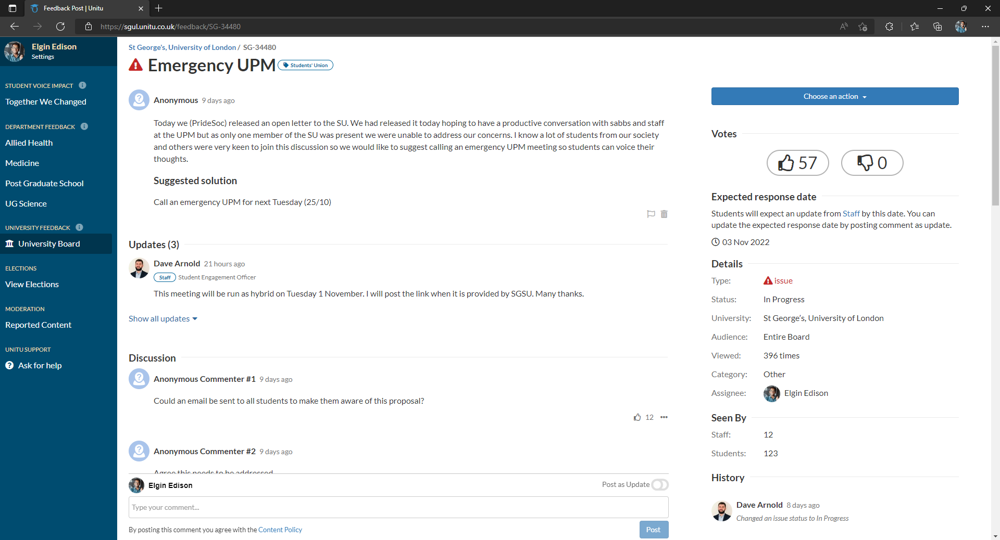 Feedback Post | Unitu
https://sgul.unitu.co.uk/feedback/SG-34480
Elgin Edison
Settings
STUDENT VOICE IMPACT
Together We Changed
DEPARTMENT FEEDBACK
Allied Health
Medicine
Post Graduate School
UG Science
UNIVERSITY FEEDBACK
University Board
ELECTIONS
View Elections
MODERATION
Reported Content
UNITU SUPPORT
Ask for help
St George's, University of London / SG-34480
Emergency UPM Students' Union
Anonymous 9 days ago
Today we (PrideSoc) released an open letter to the SU. We had released it today hoping to have a productive conversation with sabbs and staff
at the UPM but as only one member of the SU was present we were unable to address our concerns. I know a lot of students from our society
and others were very keen to join this discussion so we would like to suggest calling an emergency UPM meeting so students can voice their
thoughts.
Suggested solution
Call an emergency UPM for next Tuesday (25/10)
Updates (3)
Dave Arnold 21 hours ago
Staff Student Engagement Officer
This meeting will be run as hybrid on Tuesday 1 November. I will post the link when it is provided by SGSU. Many thanks.
Show all updates
Discussion
Anonymous Commenter #1 9 days ago
Could an email be sent to all students to make them aware of this proposal?
12
Anonymous Commenter #2 9 days ago
Agree this needs to be addressed
Elgin Edison
Post as Update
Type your comment...
By posting this comment you agree with the Content Policy
Post
Choose an action
Votes
57
0
Expected response date
Students will expect an update from Staff by this date. You can
update the expected response date by posting comment as update.
03 Nov 2022
Details
Type: issue
Status: In Progress
University: St George's, University of London
Audience: Entire Board
Viewed: 396 times
Category: Other
Assignee: Elgin Edison
Seen By
Staff: 12
Students: 123
History
Dave Arnold 8 days ago
Changed an issue status to In Progress